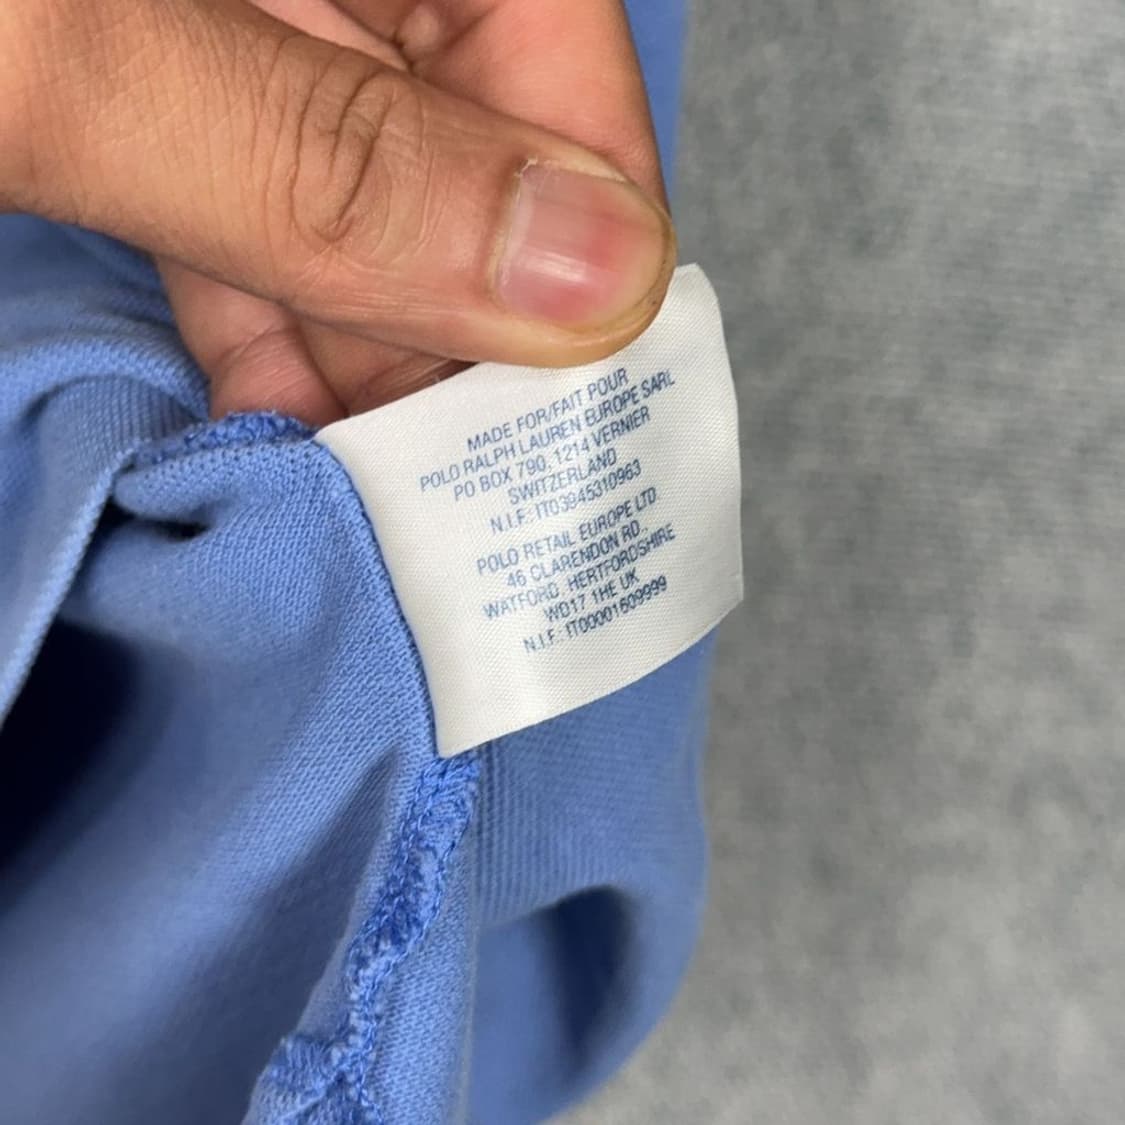 MADE FOR/FAIT POUR
POLO RALPH LAUREN EUROPE SARL
PO BOX 790, 1214 VERNIER
SWITZERLAND
N.I.F.: IT03945310963
POLO RETAIL EUROPE LTD.
46 CLARENDON RD.,
WATFORD, HERTFORDSHIRE
WD17 1HE UK
N.I.F.: IT00001609999